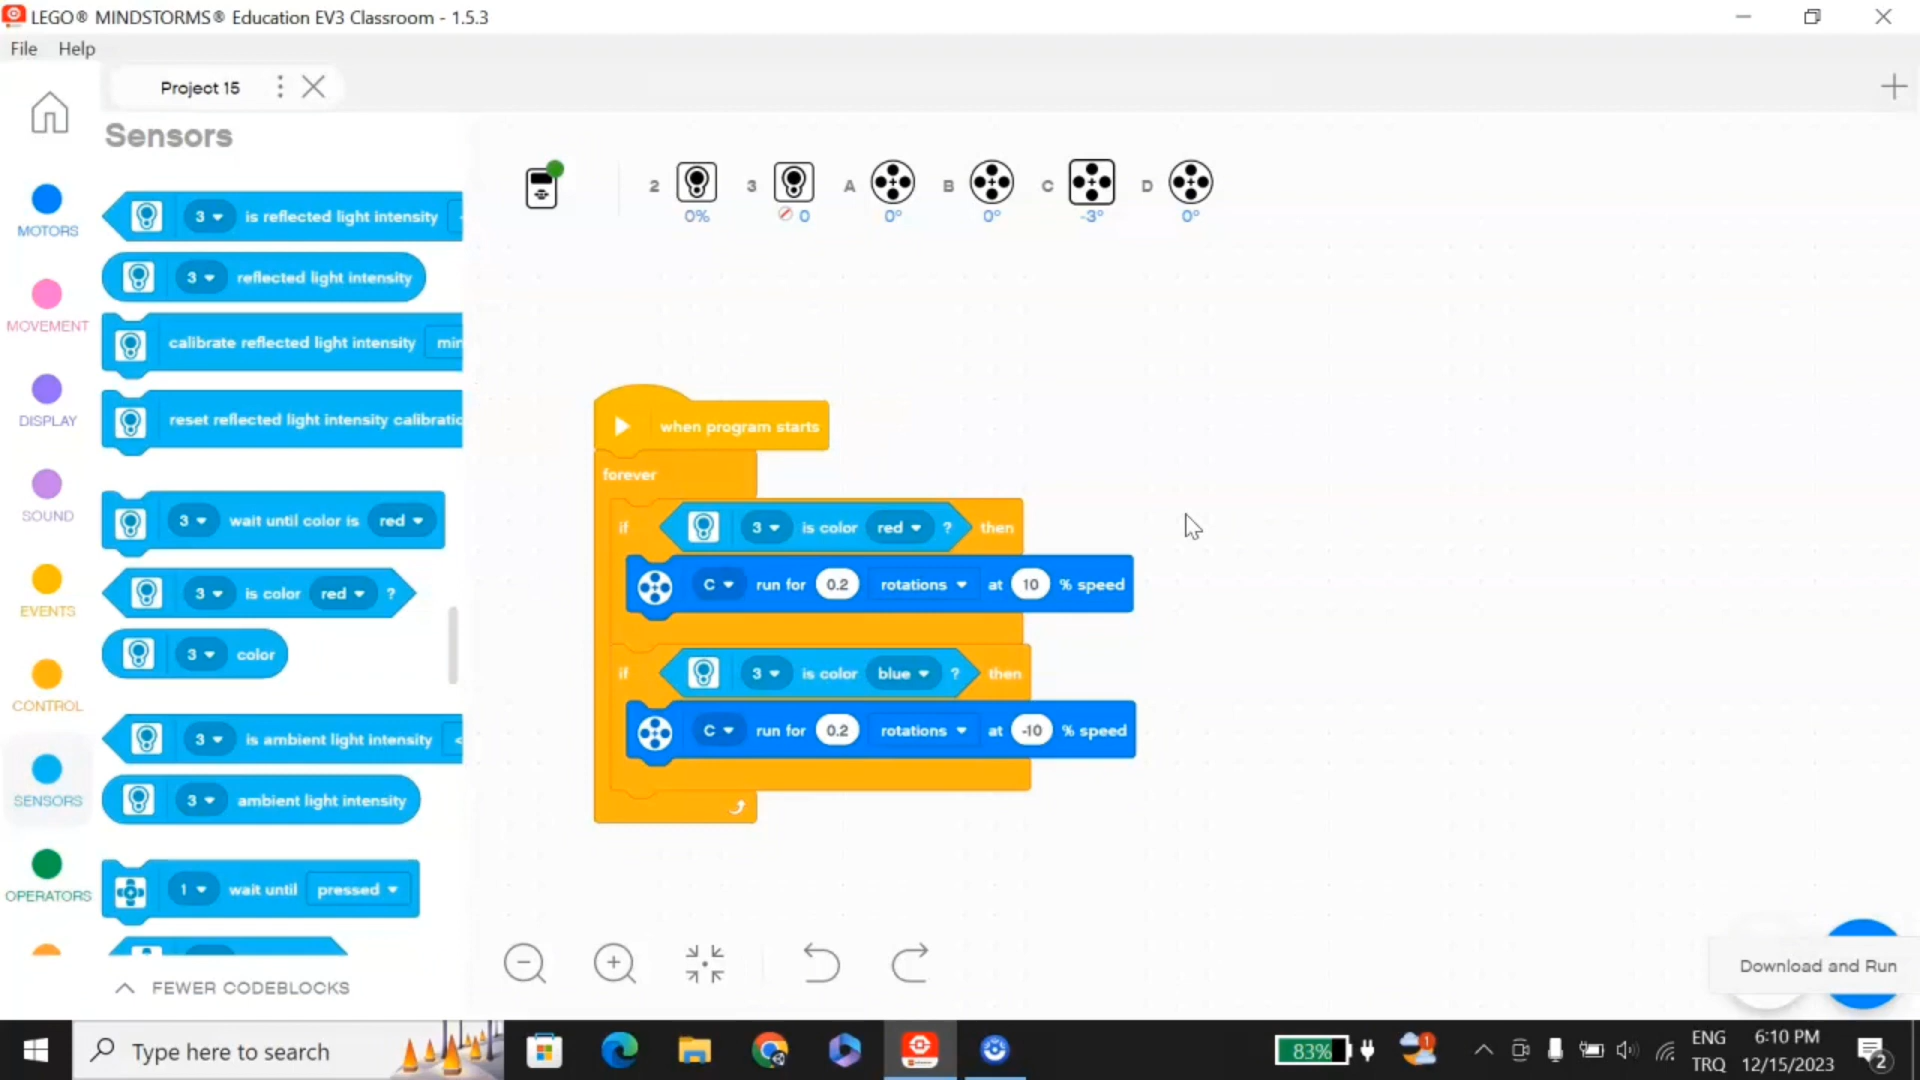 LEGO® MINDSTORMS® Education EV3 Classroom - 1.5.3
File Help
Project 15
Sensors
2 3 A B C D
0% 0 0° 0° -3° 0°
MOTORS
MOVEMENT
DISPLAY
SOUND
EVENTS
CONTROL
SENSORS
OPERATORS
3 is reflected light intensity
3 reflected light intensity
calibrate reflected light intensity
reset reflected light intensity
3 wait until color is red
3 is color red ?
3 color
3 is ambient light intensity <
3 ambient light intensity
1 wait until pressed
FEWER CODEBLOCKS
when program starts
forever
if 3 is color red ? then
C run for 0.2 rotations at 10 % speed
if 3 is color blue ? then
C run for 0.2 rotations at -10 % speed
Download and Run
Type here to search
83%
1
ENG
TRQ
6:10 PM
12/15/2023
2